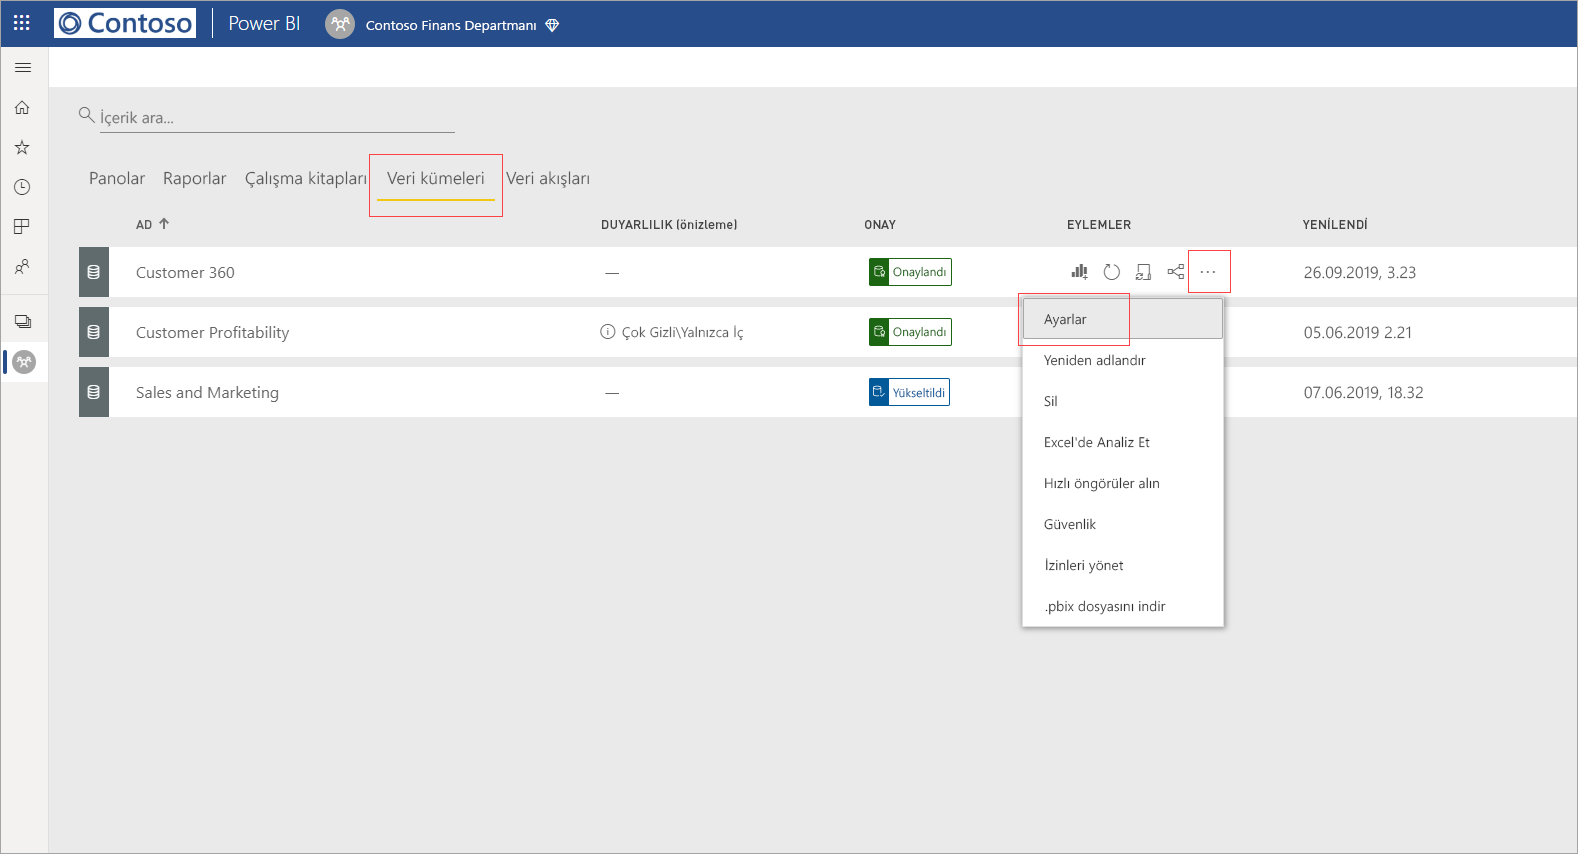 Contoso Power BI Contoso Finans Departmanı
İçerik ara...
Panolar Raporlar Çalışma kitapları Veri kümeleri Veri akışları
AD DUYARLILIK (önizleme) ONAY EYLEMLER YENİLENDİ
Customer 360 — Onaylandı ... 26.09.2019, 3.23
Customer Profitability Çok Gizli\Yalnızca İç Onaylandı 05.06.2019 2.21
Sales and Marketing — Yükseltildi 07.06.2019, 18.32
Ayarlar
Yeniden adlandır
Sil
Excel'de Analiz Et
Hızlı öngörüler alın
Güvenlik
İzinleri yönet
.pbix dosyasını indir